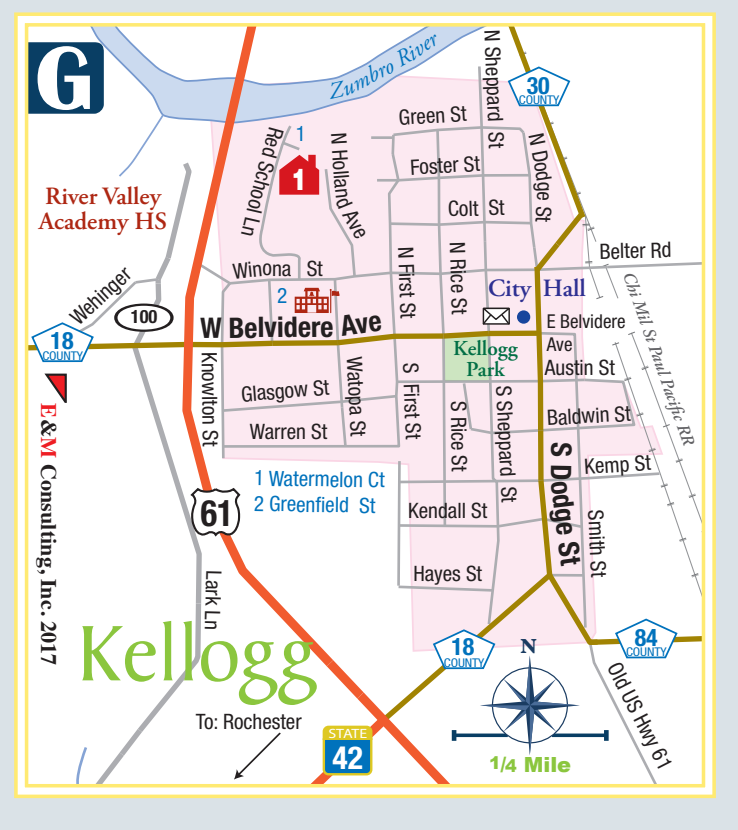 G
Zumbro River
N Sheppard St
30
COUNTY
Green St
Red School Ln
1
N Holland Ave
N Dodge St
Foster St
1
River Valley
Academy HS
Colt St
Belter Rd
Winona St
N First St
N Rice St
City Hall
Wehinger
2
100
W Belvidere Ave
E Belvidere
Ave
Chi Mil St Paul Pacific RR
18
COUNTY
Kellogg
Park
Austin St
Knowlton St
Glasgow St
Watopa St
S First St
S Rice St
S Sheppard St
Baldwin St
Warren St
S Dodge St
Kemp St
1 Watermelon Ct
2 Greenfield St
61
Kendall St
Smith St
E&M Consulting, Inc. 2017
Lark Ln
Hayes St
Kellogg
18
COUNTY
N
84
COUNTY
Old US Hwy 61
To: Rochester
STATE
42
1/4 Mile